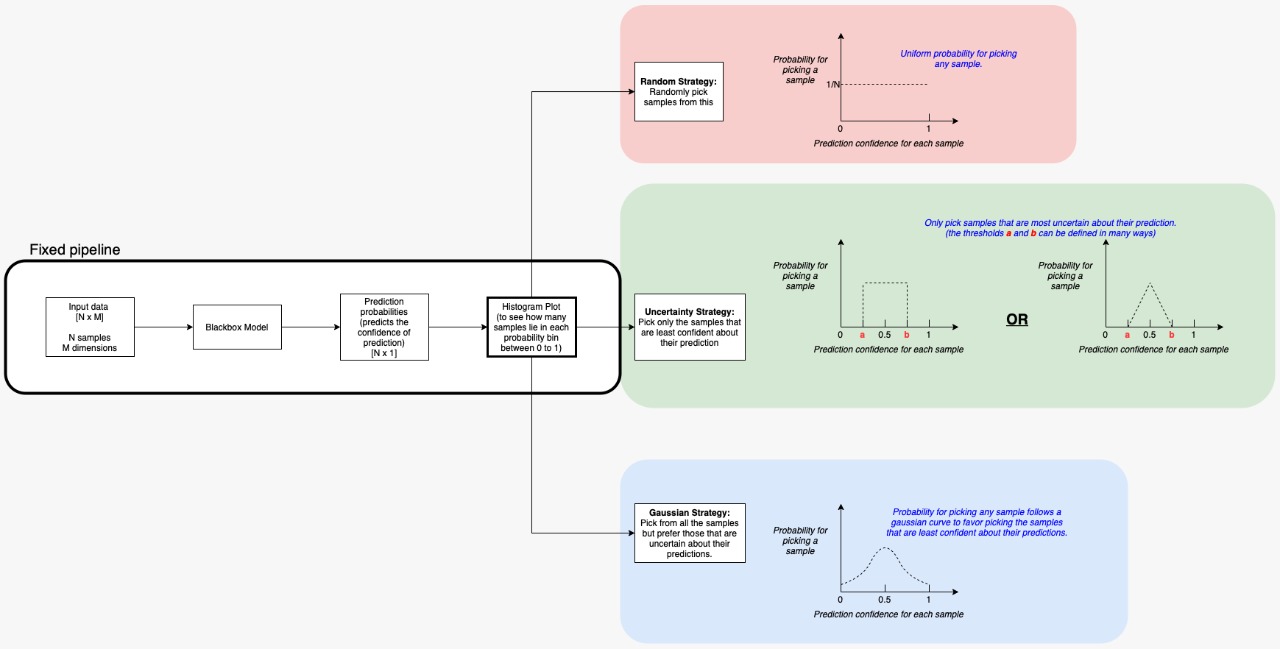 Fixed pipeline
Input data
[N x M]
N samples
M dimensions
Blackbox Model
Prediction
probabilities
(predicts the
confidence of
prediction)
[N x 1]
Histogram Plot
(to see how many
samples lie in each
probability bin
between 0 to 1)
Random Strategy:
Randomly pick
samples from this
Probability for
picking a
sample
1/N
0
1
Prediction confidence for each sample
Uniform probability for picking
any sample.
Uncertainty Strategy:
Pick only the samples that
are least confident about
their prediction
Only pick samples that are most uncertain about their prediction.
(the thresholds a and b can be defined in many ways)
Probability for
picking a
sample
0 a 0.5 b 1
Prediction confidence for each sample
OR
Probability for
picking a
sample
0 a 0.5 b 1
Prediction confidence for each sample
Gaussian Strategy:
Pick from all the samples
but prefer those that are
uncertain about their
predictions.
Probability for
picking a
sample
0 0.5 1
Prediction confidence for each sample
Probability for picking any sample follows a
gaussian curve to favor picking the samples
that are least confident about their predictions.